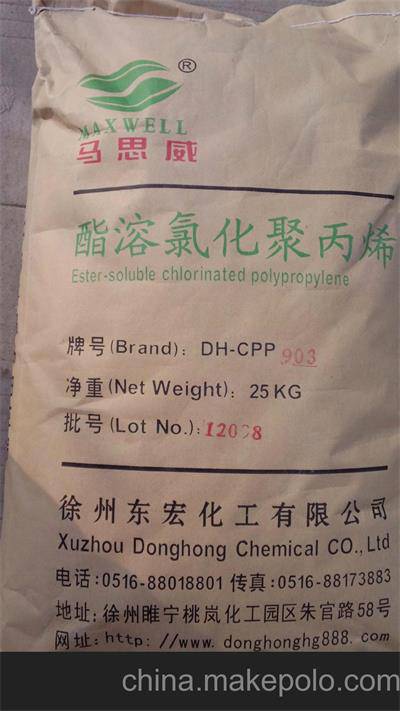 ®
MAXWELL
马思威
酯溶氯化聚丙烯
Ester-soluble chlorinated polypropylene
牌号(Brand): DH-CPP 903
净重(Net Weight): 25KG
批号(Lot No.):
徐州东宏化工有限公司
Xuzhou Donghong Chemical CO.,Ltd
电话:0516-88018801 传真:0516-88173883
地址:徐州睢宁桃岚化工园区朱官路58号
网址:http://www.donghonghg888.com
china.makepolo.com